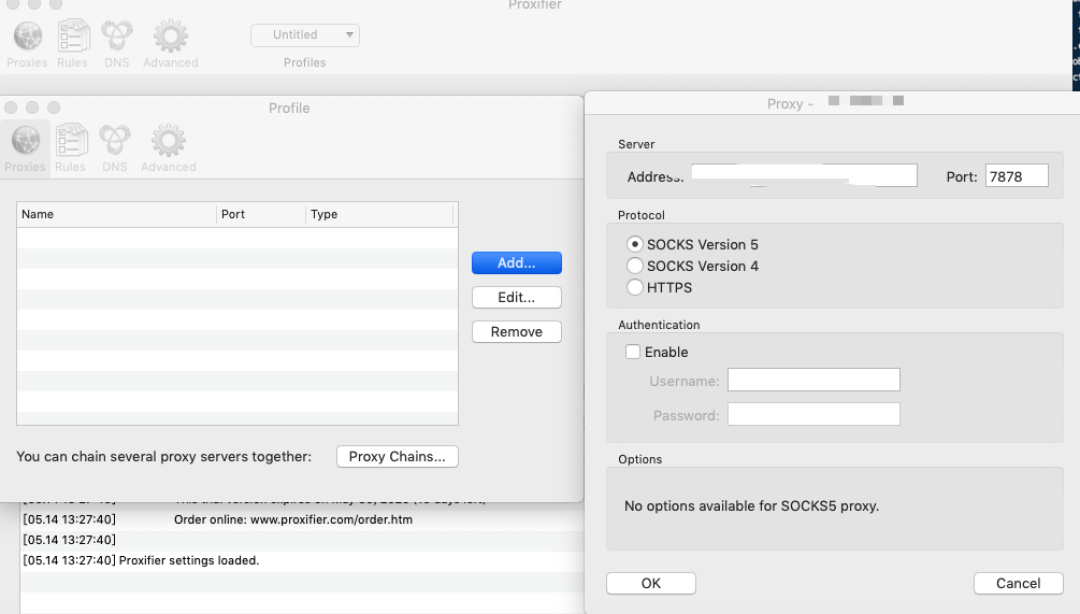 Proxifier
Proxies Rules DNS Advanced
Untitled
Profiles
Profile
Proxies Rules DNS Advanced
Name Port Type
Add...
Edit...
Remove
You can chain several proxy servers together: Proxy Chains...
[05.14 13:27:40] Order online: www.proxifier.com/order.htm
[05.14 13:27:40]
[05.14 13:27:40] Proxifier settings loaded.
Proxy -
Server
Address: Port: 7878
Protocol
SOCKS Version 5
SOCKS Version 4
HTTPS
Authentication
Enable
Username:
Password:
Options
No options available for SOCKS5 proxy.
OK Cancel